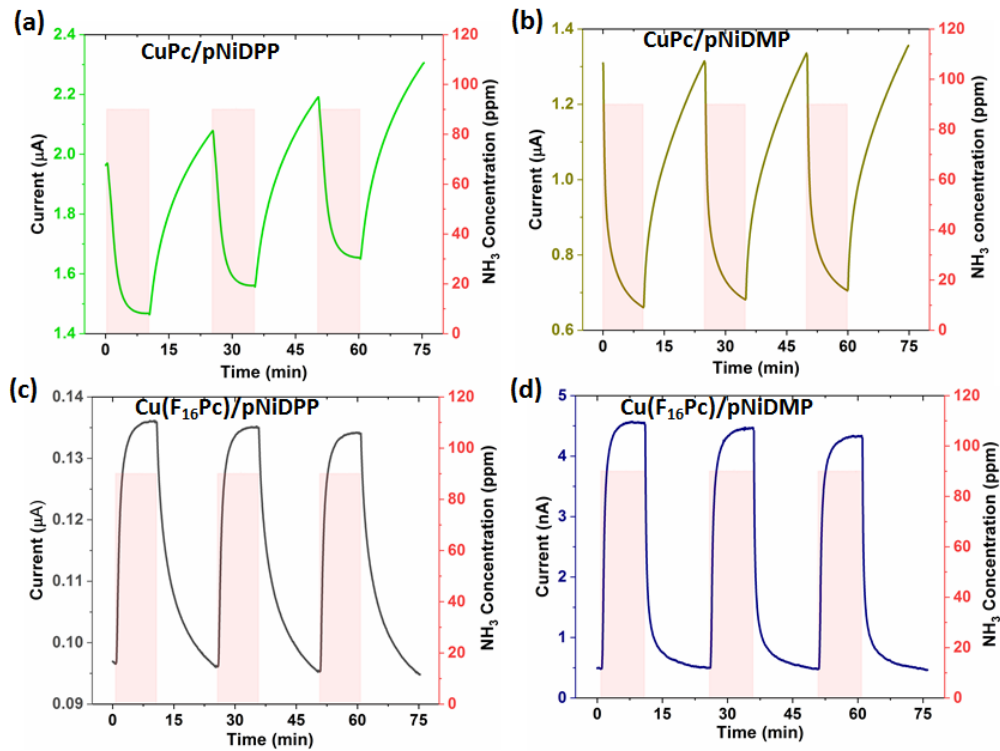 (a)
CuPc/pNiDPP
2.4
2.2
2.0
1.8
1.6
1.4
Current (µA)
120
100
80
60
40
20
0
NH3 Concentration (ppm)
0 15 30 45 60 75
Time (min)
(b)
CuPc/pNiDMP
1.4
1.2
1.0
0.8
0.6
Current (µA)
120
100
80
60
40
20
0
NH3 concentration (ppm)
0 15 30 45 60 75
Time (min)
(c)
Cu(F16Pc)/pNiDPP
0.14
0.13
0.12
0.11
0.10
0.09
Current (µA)
120
100
80
60
40
20
0
NH3 Concentration (ppm)
0 15 30 45 60 75
Time (min)
(d)
Cu(F16Pc)/pNiDMP
5
4
3
2
1
0
Current (nA)
120
100
80
60
40
20
0
NH3 Concentration (ppm)
0 15 30 45 60 75
Time (min)